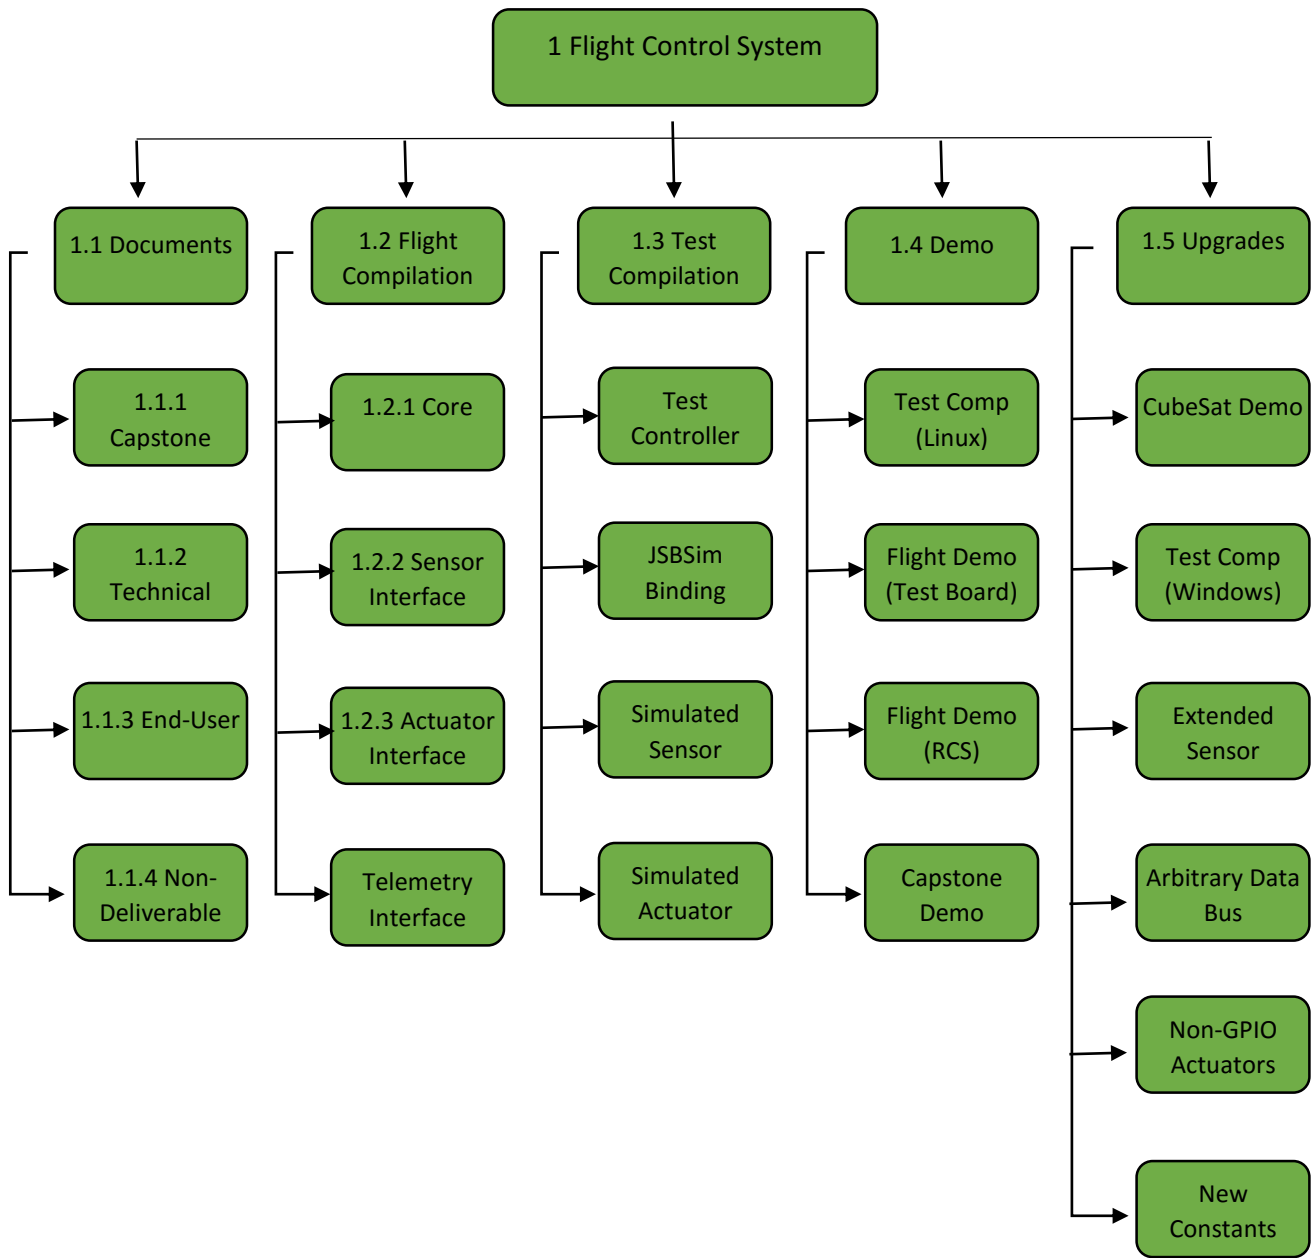 1 Flight Control System
1.1 Documents
1.1.1
Capstone
1.1.2
Technical
1.1.3 End-User
1.1.4 Non-
Deliverable
1.2 Flight
Compilation
1.2.1 Core
1.2.2 Sensor
Interface
1.2.3 Actuator
Interface
Telemetry
Interface
1.3 Test
Compilation
Test
Controller
JSBSim
Binding
Simulated
Sensor
Simulated
Actuator
1.4 Demo
Test Comp
(Linux)
Flight Demo
(Test Board)
Flight Demo
(RCS)
Capstone
Demo
1.5 Upgrades
CubeSat Demo
Test Comp
(Windows)
Extended
Sensor
Arbitrary Data
Bus
Non-GPIO
Actuators
New
Constants